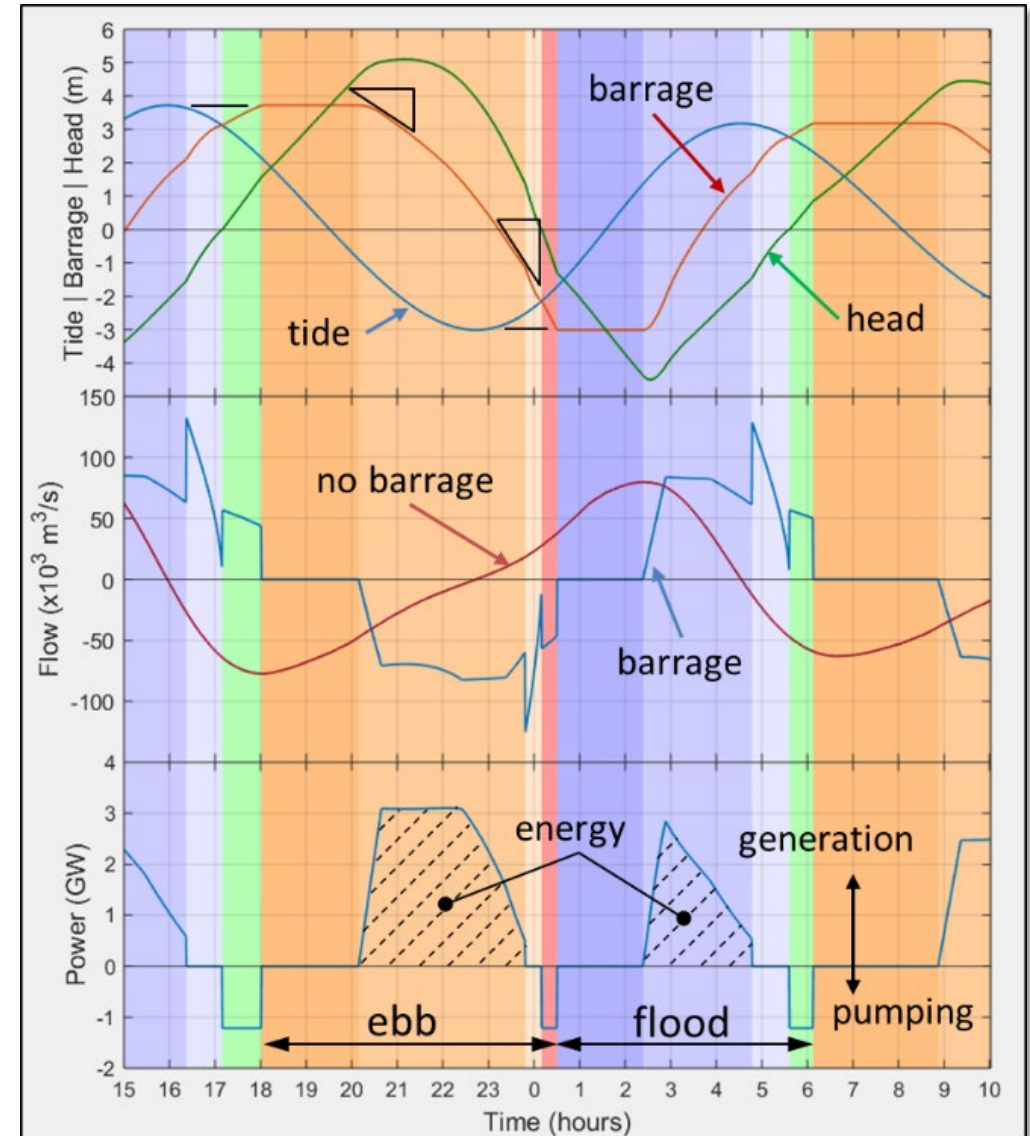 Tide | Barrage | Head (m)
6
5
4
3
2
1
0
-1
-2
-3
-4
barrage
tide
head
Flow (x10³ m³/s)
150
100
50
0
-50
-100
no barrage
barrage
Power (GW)
4
3
2
1
0
-1
-2
energy
generation
pumping
ebb
flood
15 16 17 18 19 20 21 22 23 0 1 2 3 4 5 6 7 8 9 10
Time (hours)